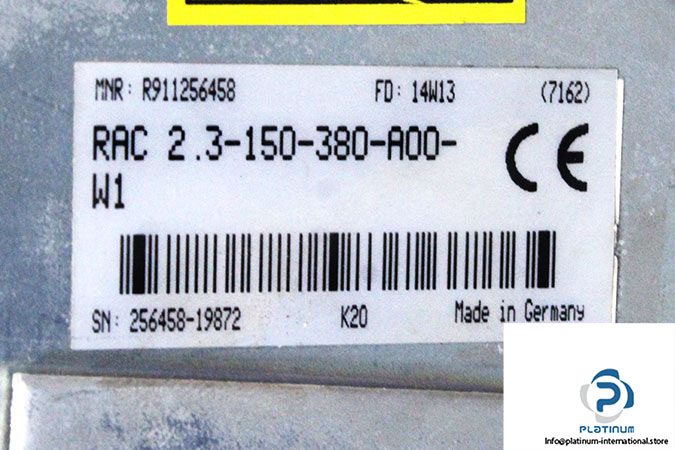 MNR: R911256458 FD: 14W13 (7162)
RAC 2.3-150-380-A00-
W1
CE
SN: 256458-19872 K20 Made in Germany
PLATINUM
Info@platinum-international.store